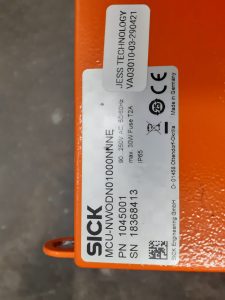 JESS TECHNOLOGY
VA03010-03-290421
SICK
MCU-NWODN01000NNNE
90...250V AC, 50/60Hz
max. 30W Fuse T2A
IP65
PN 1045001
SN 18368413
CE
Made in Germany
SICK Engineering GmbH
D-01458 Ottendorf-Okrilla